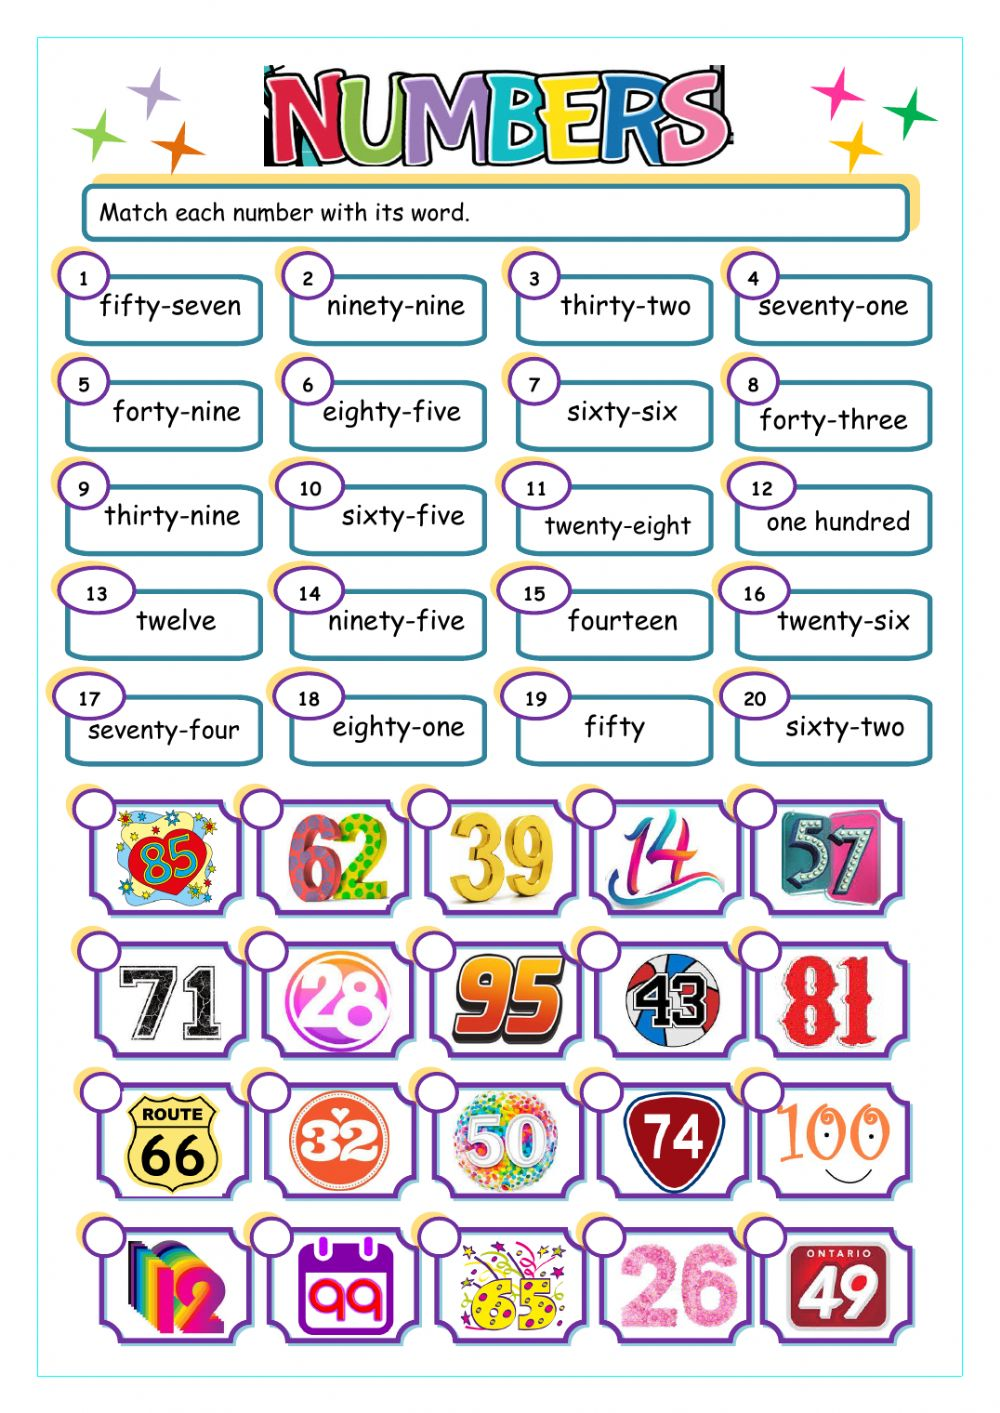 NUMBERS
Match each number with its word.
1 2 3 4
fifty-seven ninety-nine thirty-two seventy-one
5 6 7 8
forty-nine eighty-five sixty-six forty-three
9 10 11 12
thirty-nine sixty-five twenty-eight one hundred
13 14 15 16
twelve ninety-five fourteen twenty-six
17 18 19 20
seventy-four eighty-one fifty sixty-two
85 62 39 14 57
71 28 95 43 81
ROUTE
66 32 50 74 100
ONTARIO
12 99 65 26 49